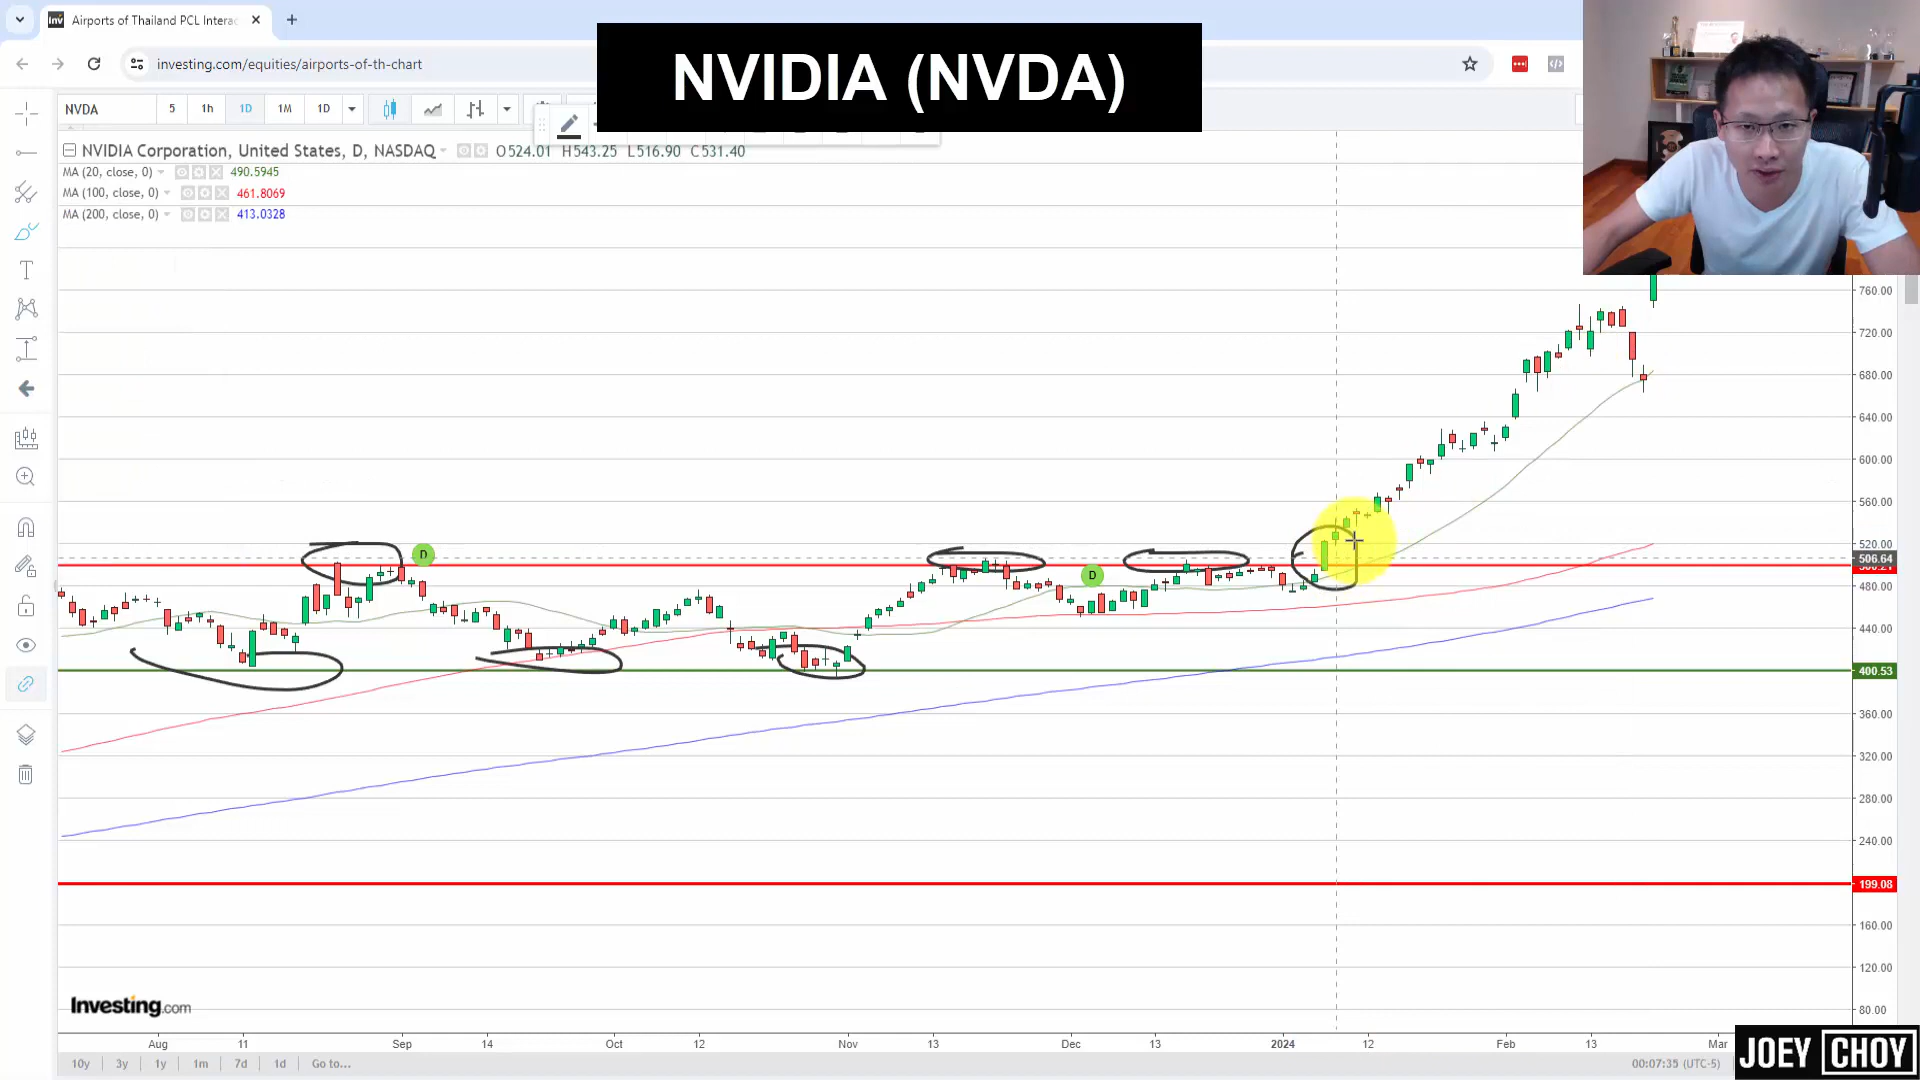 Airports of Thailand PCL Interac
investing.com/equities/airports-of-th-chart
NVIDIA (NVDA)
NVDA
5
1h
1D
1M
1D
NVIDIA Corporation, United States, D, NASDAQ
O524.01 H543.25 L516.90 C531.40
MA (20, close, 0) 490.5945
MA (100, close, 0) 461.8069
MA (200, close, 0) 413.0328
D
D
760.00
720.00
680.00
640.00
600.00
560.00
520.00
506.64
480.00
440.00
400.53
360.00
320.00
280.00
240.00
199.08
160.00
120.00
80.00
Investing.com
Aug 11 Sep 14 Oct 12 Nov 13 Dec 13 2024 12 Feb 13 Mar
10y 3y 1y 1m 7d 1d Go to...
00:07:35 (UTC-5)
JOEY CHOY